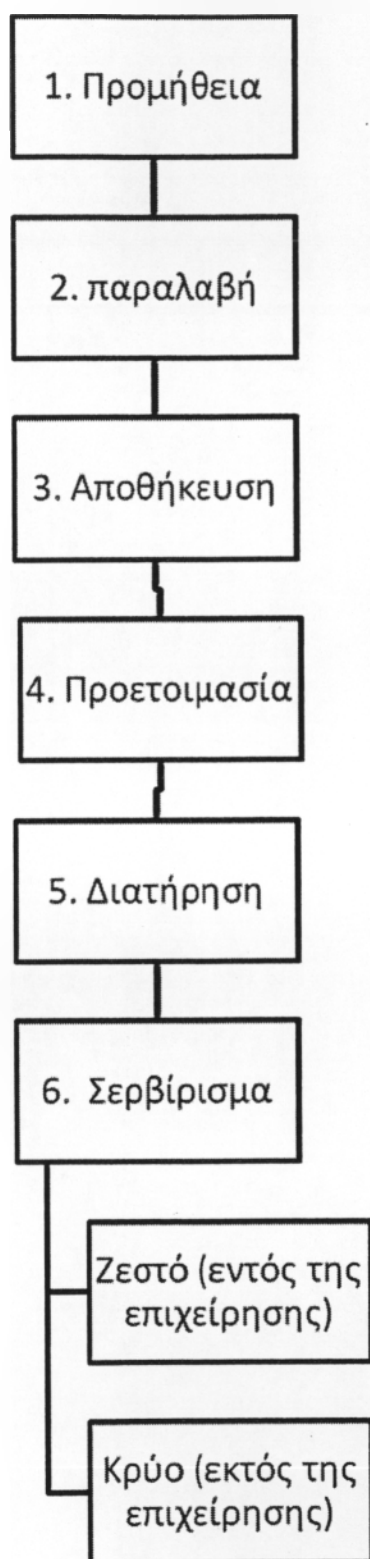 1. Προμήθεια
2. παραλαβή
3. Αποθήκευση
4. Προετοιμασία
5. Διατήρηση
6. Σερβίρισμα
Ζεστό (εντός της
επιχείρησης)
Κρύο (εκτός της
επιχείρησης)